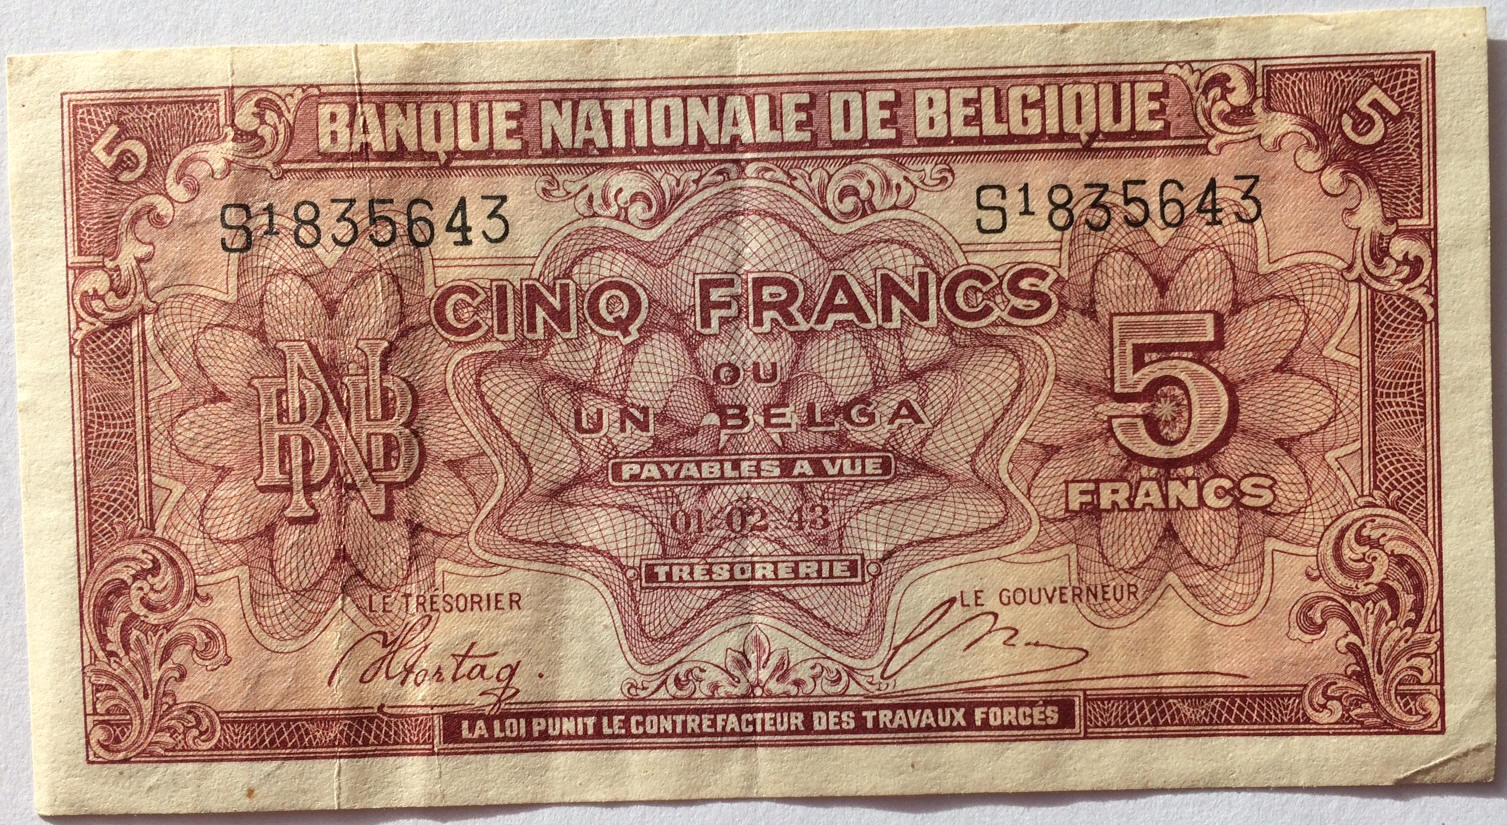 5 BANQUE NATIONALE DE BELGIQUE 5
S1835643 S1835643
CINQ FRANCS
OU
UN BELGA
BNB 5
PAYABLES A VUE
FRANCS
01·02·43
TRÉSORERIE
LE TRÉSORIER LE GOUVERNEUR
LA LOI PUNIT LE CONTREFACTEUR DES TRAVAUX FORCÉS